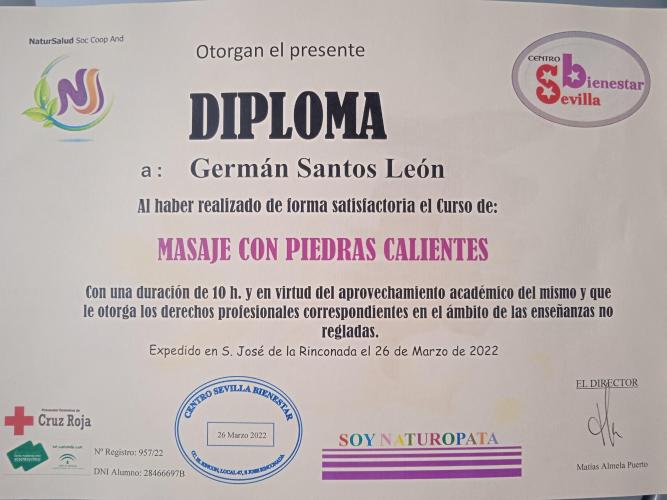 NaturSalud Soc Coop And
Otorgan el presente
CENTRO
Sbienestar
Sevilla
NS
DIPLOMA
a : Germán Santos León
Al haber realizado de forma satisfactoria el Curso de:
MASAJE CON PIEDRAS CALIENTES
Con una duración de 10 h. y en virtud del aprovechamiento académico del mismo y que
le otorga los derechos profesionales correspondientes en el ámbito de las enseñanzas no
regladas.
Expedido en S. José de la Rinconada el 26 de Marzo de 2022
EL DIRECTOR
Cruz Roja
CENTRO SEVILLA BIENESTAR
26 Marzo 2022
SOY NATUROPATA
Nº Registro: 957/22
DNI Alumno: 28466697B
Matías Almela Puerto